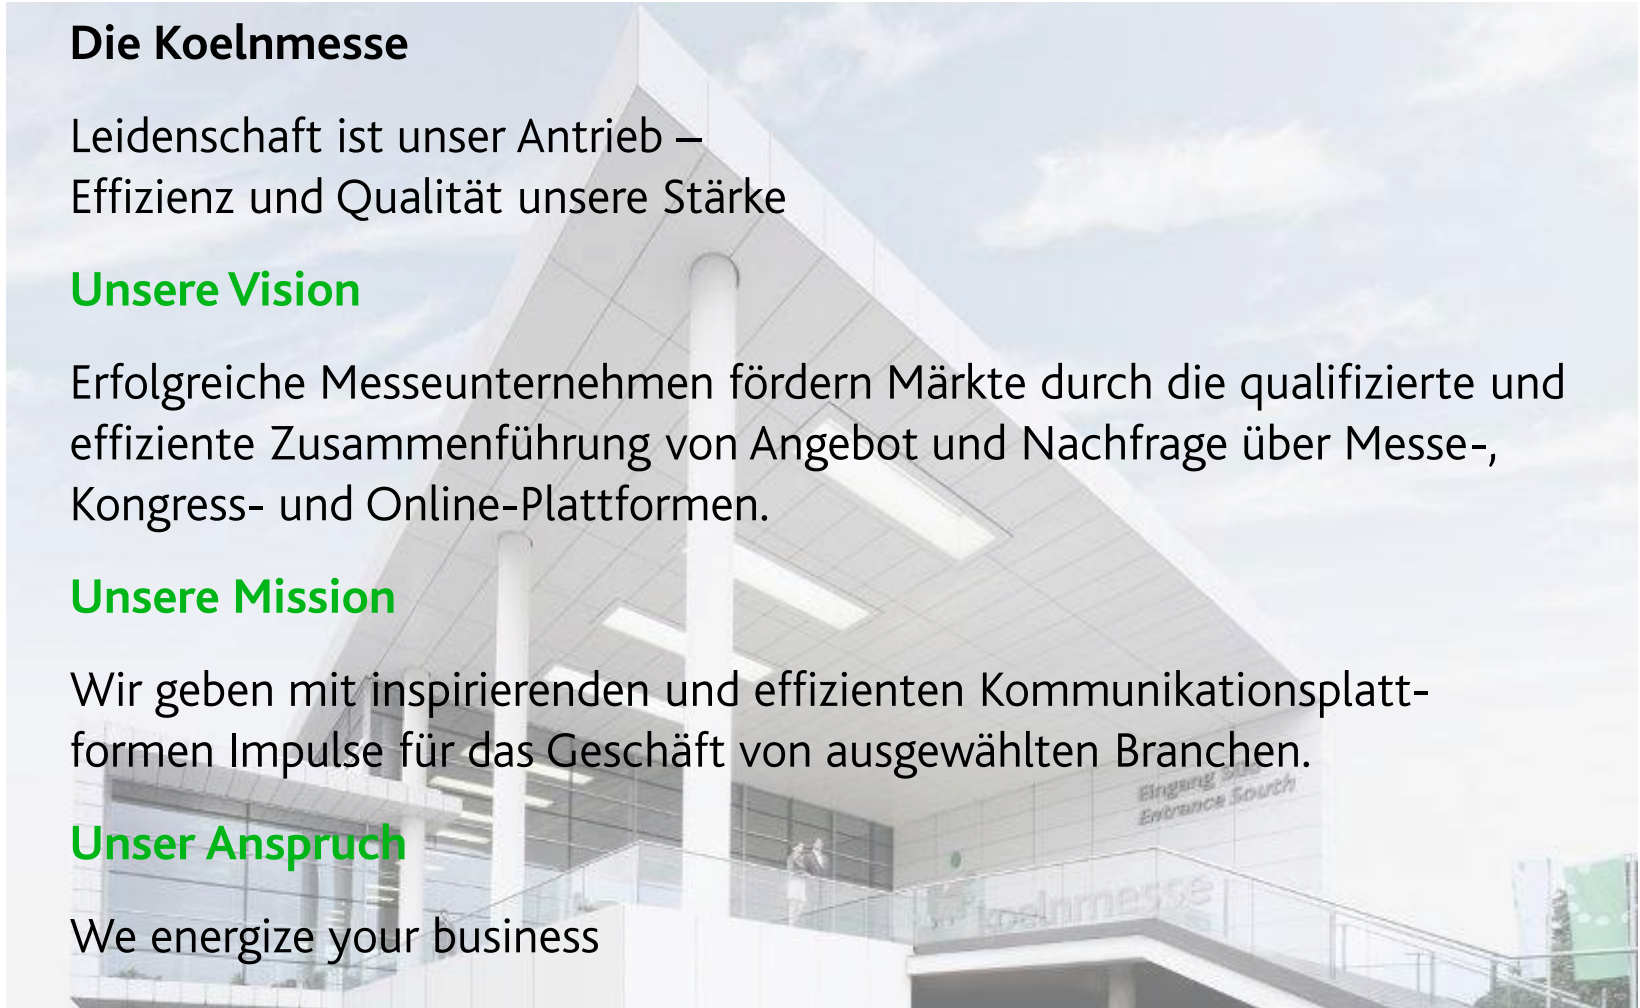 Die Koelnmesse
Leidenschaft ist unser Antrieb –
Effizienz und Qualität unsere Stärke
Unsere Vision
Erfolgreiche Messeunternehmen fördern Märkte durch die qualifizierte und
effiziente Zusammenführung von Angebot und Nachfrage über Messe-,
Kongress- und Online-Plattformen.
Unsere Mission
Wir geben mit inspirierenden und effizienten Kommunikationsplatt-
formen Impulse für das Geschäft von ausgewählten Branchen.
Eingang Süd
Entrance South
Unser Anspruch
koelnmesse
We energize your business